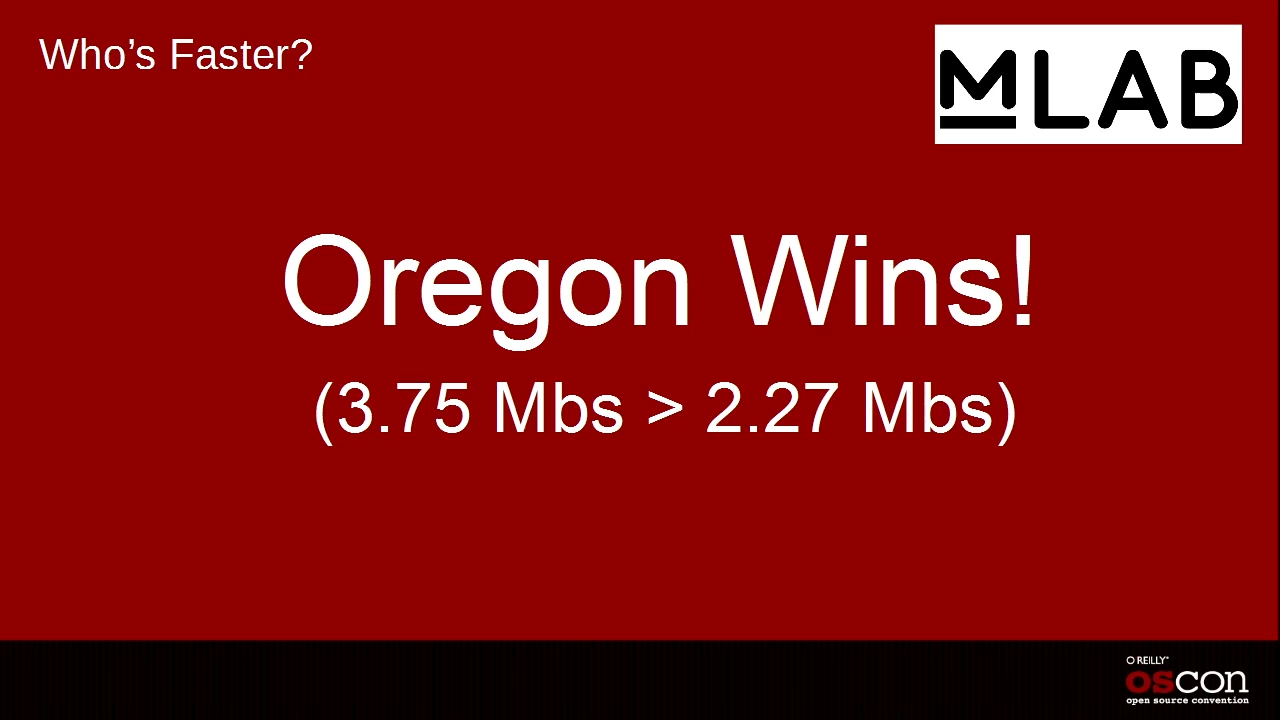 Who's Faster?
MLAB
Oregon Wins!
(3.75 Mbs > 2.27 Mbs)
O REILLY®
oscon
open source convention